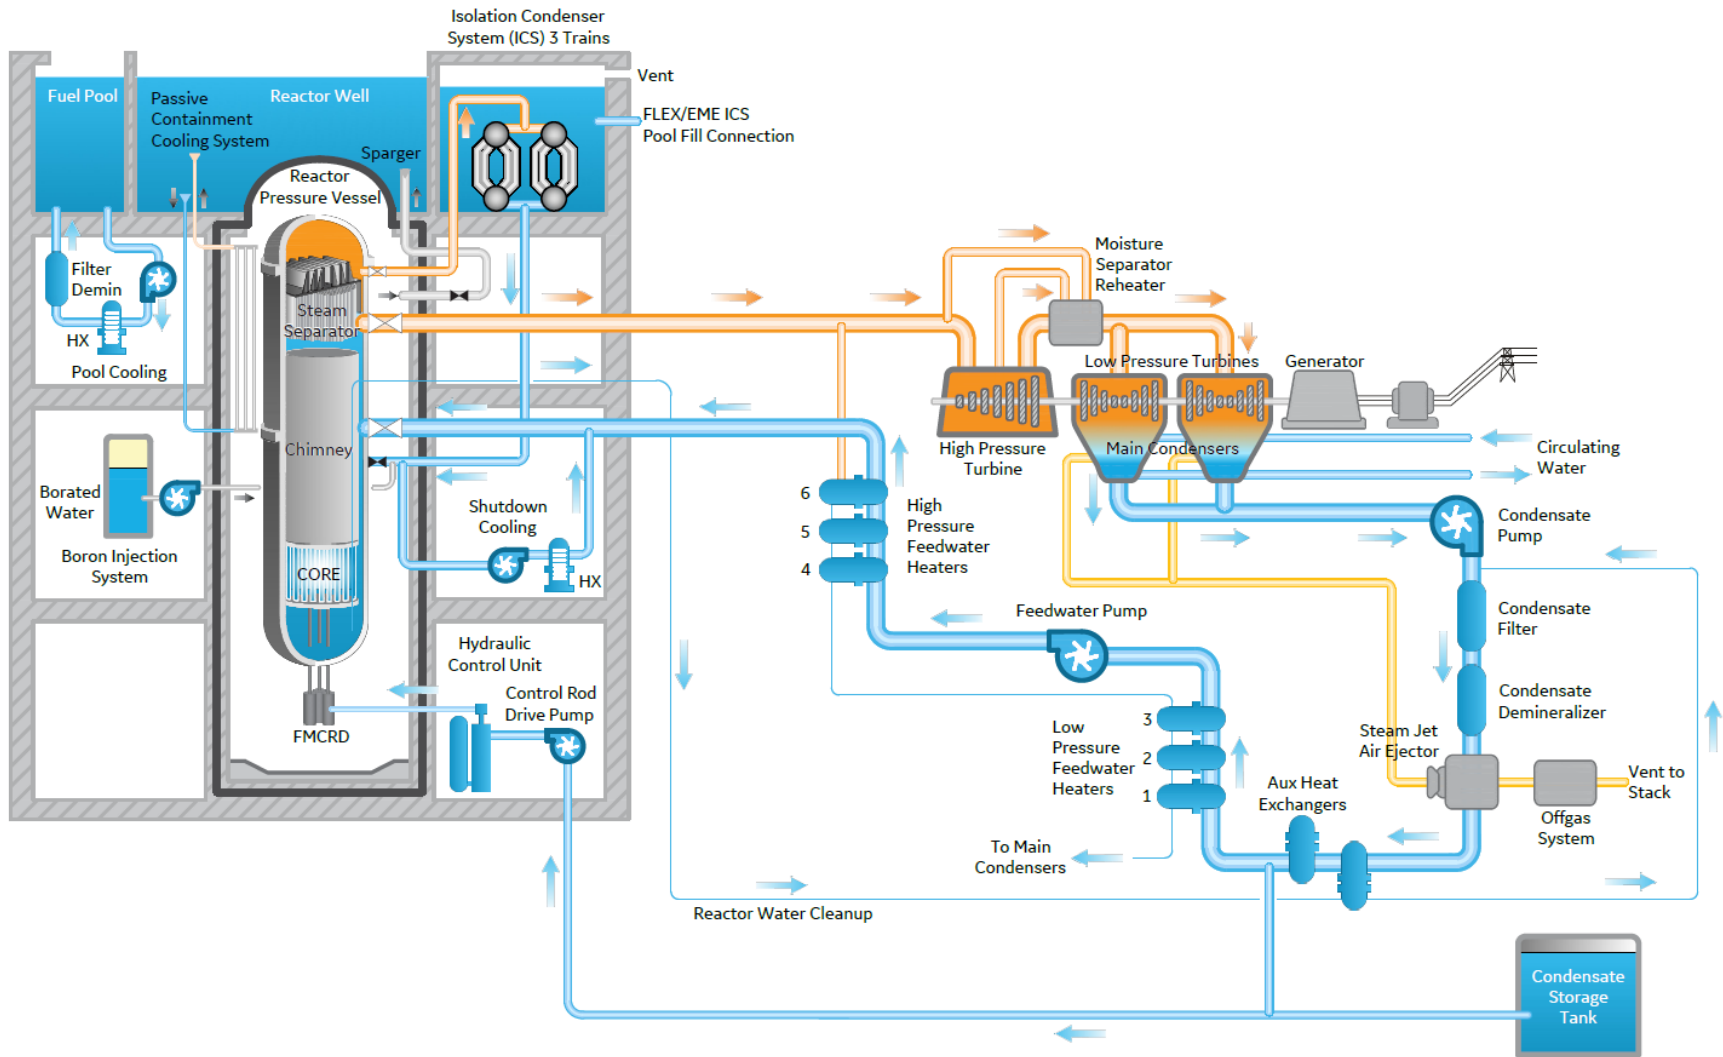 Isolation Condenser
System (ICS) 3 Trains
Vent
FLEX/EME ICS
Pool Fill Connection
Fuel Pool
Reactor Well
Passive
Containment
Cooling System
Sparger
Reactor
Pressure Vessel
Filter
Demin
HX
Pool Cooling
Steam
Separator
Chimney
CORE
Borated
Water
Boron Injection
System
Shutdown
Cooling
HX
Hydraulic
Control Unit
Control Rod
Drive Pump
FMCRD
Moisture
Separator
Reheater
Low Pressure Turbines
Generator
High Pressure
Turbine
Main Condensers
Circulating
Water
6
5
4
High
Pressure
Feedwater
Heaters
Condensate
Pump
Feedwater Pump
Condensate
Filter
Condensate
Demineralizer
3
2
1
Low
Pressure
Feedwater
Heaters
Steam Jet
Air Ejector
Aux Heat
Exchangers
Vent to
Stack
Offgas
System
To Main
Condensers
Reactor Water Cleanup
Condensate
Storage
Tank